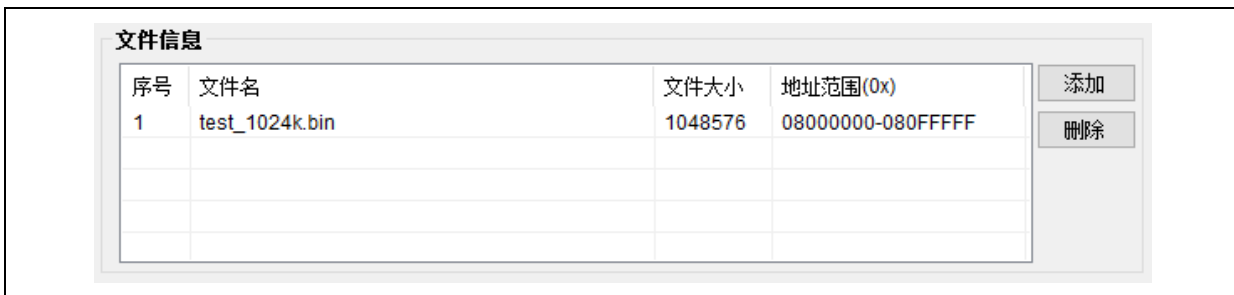 文件信息
序号 文件名 文件大小 地址范围(0x) 添加
1 test_1024k.bin 1048576 08000000-080FFFFF 删除